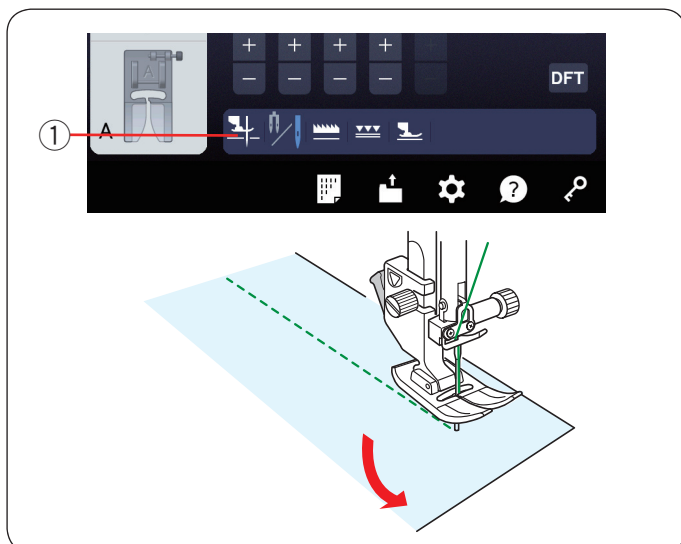 + + + + +
A
− − − − −
DFT
① A
?